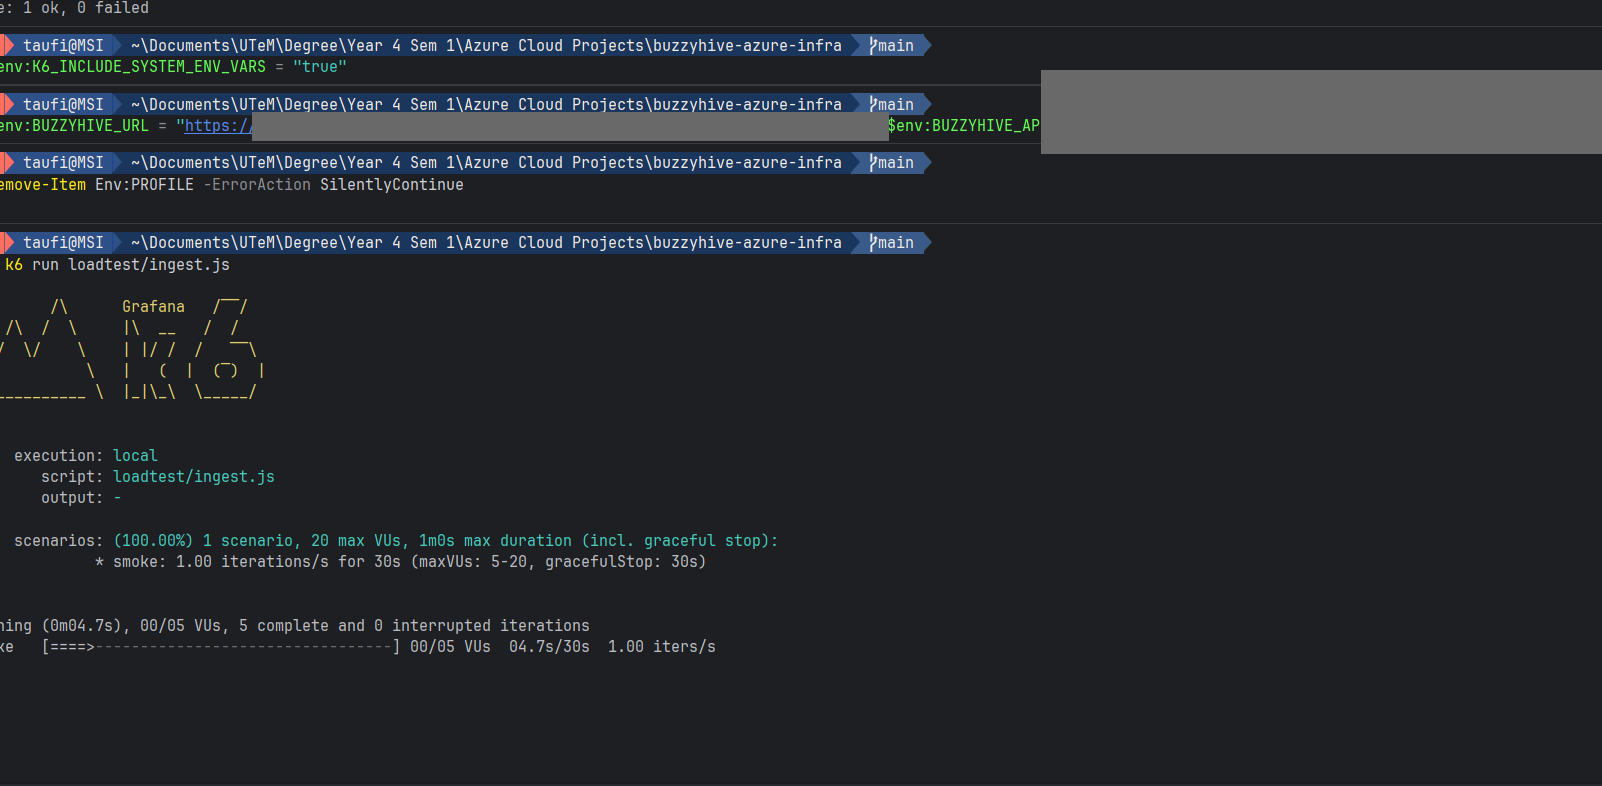 e: 1 ok, 0 failed
taufi@MSI ~\Documents\UTeM\Degree\Year 4 Sem 1\Azure Cloud Projects\buzzyhive-azure-infra main
env:K6_INCLUDE_SYSTEM_ENV_VARS = "true"
taufi@MSI ~\Documents\UTeM\Degree\Year 4 Sem 1\Azure Cloud Projects\buzzyhive-azure-infra main
env:BUZZYHIVE_URL = "https:// $env:BUZZYHIVE_AP
taufi@MSI ~\Documents\UTeM\Degree\Year 4 Sem 1\Azure Cloud Projects\buzzyhive-azure-infra main
emove-Item Env:PROFILE -ErrorAction SilentlyContinue
taufi@MSI ~\Documents\UTeM\Degree\Year 4 Sem 1\Azure Cloud Projects\buzzyhive-azure-infra main
k6 run loadtest/ingest.js
Grafana
execution: local
script: loadtest/ingest.js
output: -
scenarios: (100.00%) 1 scenario, 20 max VUs, 1m0s max duration (incl. graceful stop):
* smoke: 1.00 iterations/s for 30s (maxVUs: 5-20, gracefulStop: 30s)
ning (0m04.7s), 00/05 VUs, 5 complete and 0 interrupted iterations
ke [====>---------------------------------] 00/05 VUs 04.7s/30s 1.00 iters/s